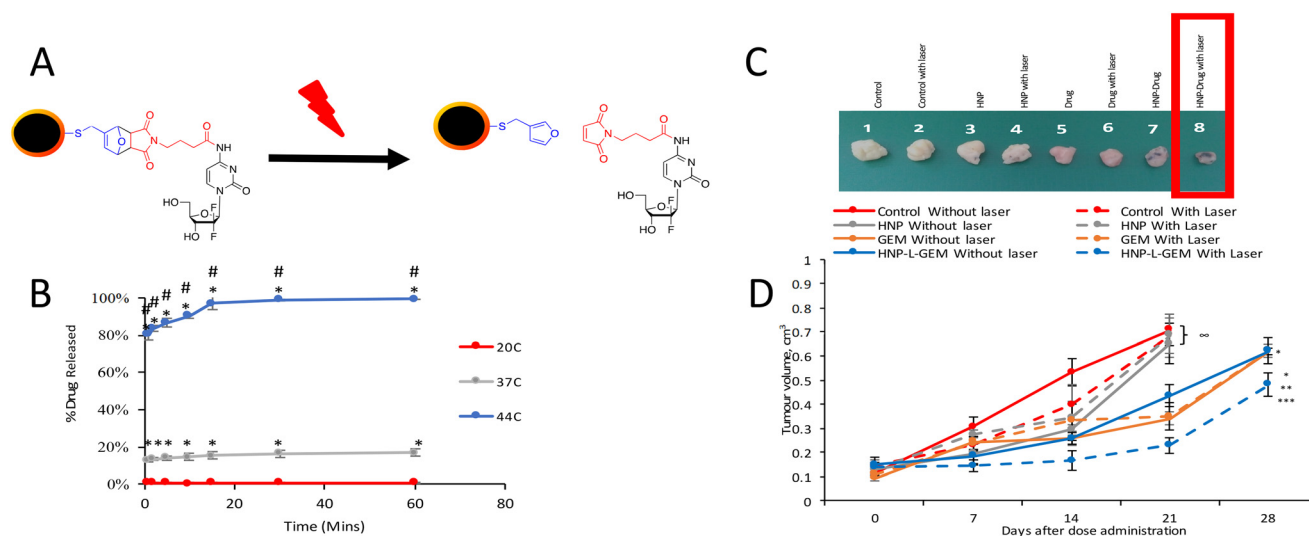 A
S
O
O
N
O
O
NH
N
N
O
HO
O
F
F
HO
S
O
O
N
O
O
NH
N
N
O
HO
O
F
F
HO
B
# # # # # # #
* * * * * * *
100%
80%
60%
40%
20%
0%
% Drug Released
** * * * * * *
20C
37C
44C
0 20 40 60 80
Time (Mins)
C
Control
Control with laser
HNP
HNP with laser
Drug
Drug with laser
HNP-Drug
HNP-Drug with laser
1 2 3 4 5 6 7 8
Control Without laser
Control With Laser
HNP Without laser
HNP With Laser
GEM Without laser
GEM With Laser
HNP-L-GEM Without laser
HNP-L-GEM With Laser
D
Tumour volume, cm3
1
0.9
0.8
0.7
0.6
0.5
0.4
0.3
0.2
0.1
0
∞
*
*
**
***
0 7 14 21 28
Days after dose administration